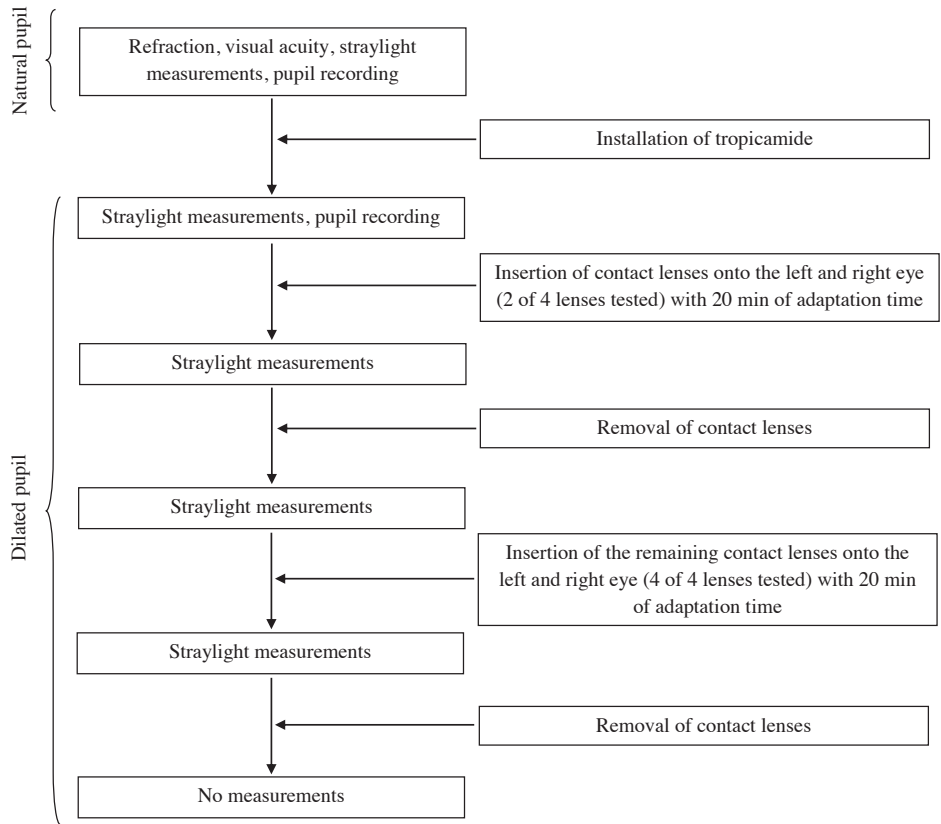 Natural pupil
Refraction, visual acuity, straylight
measurements, pupil recording
Installation of tropicamide
Dilated pupil
Straylight measurements, pupil recording
Insertion of contact lenses onto the left and right eye
(2 of 4 lenses tested) with 20 min of adaptation time
Straylight measurements
Removal of contact lenses
Straylight measurements
Insertion of the remaining contact lenses onto the
left and right eye (4 of 4 lenses tested) with 20 min
of adaptation time
Straylight measurements
Removal of contact lenses
No measurements